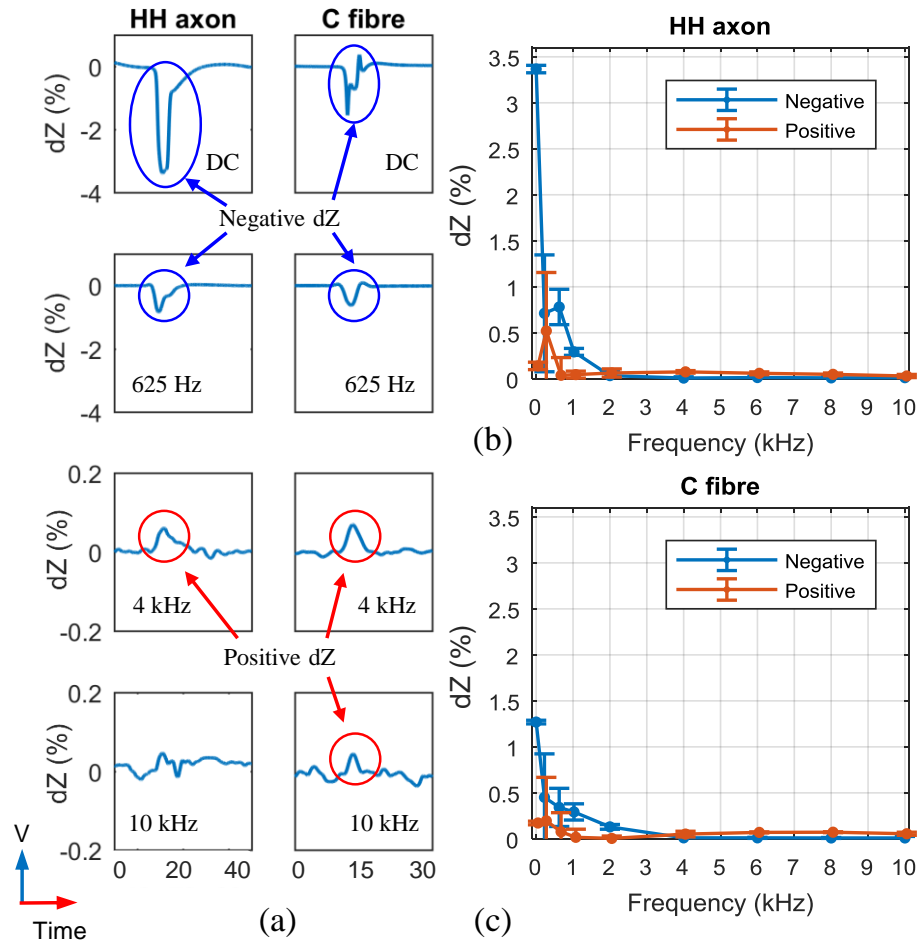 HH axon
C fibre
dZ (%)
0
-2
-4
DC
DC
Negative dZ
dZ (%)
0
-2
-4
625 Hz
625 Hz
dZ (%)
0.2
0
-0.2
4 kHz
4 kHz
Positive dZ
dZ (%)
0.2
0
-0.2
10 kHz
10 kHz
0 20 40
0 15 30
V
Time
(a)
HH axon
dZ (%)
3.5
3
2.5
2
1.5
1
0.5
0
Negative
Positive
0 1 2 3 4 5 6 7 8 9 10
Frequency (kHz)
(b)
C fibre
dZ (%)
3.5
3
2.5
2
1.5
1
0.5
0
Negative
Positive
0 1 2 3 4 5 6 7 8 9 10
Frequency (kHz)
(c)